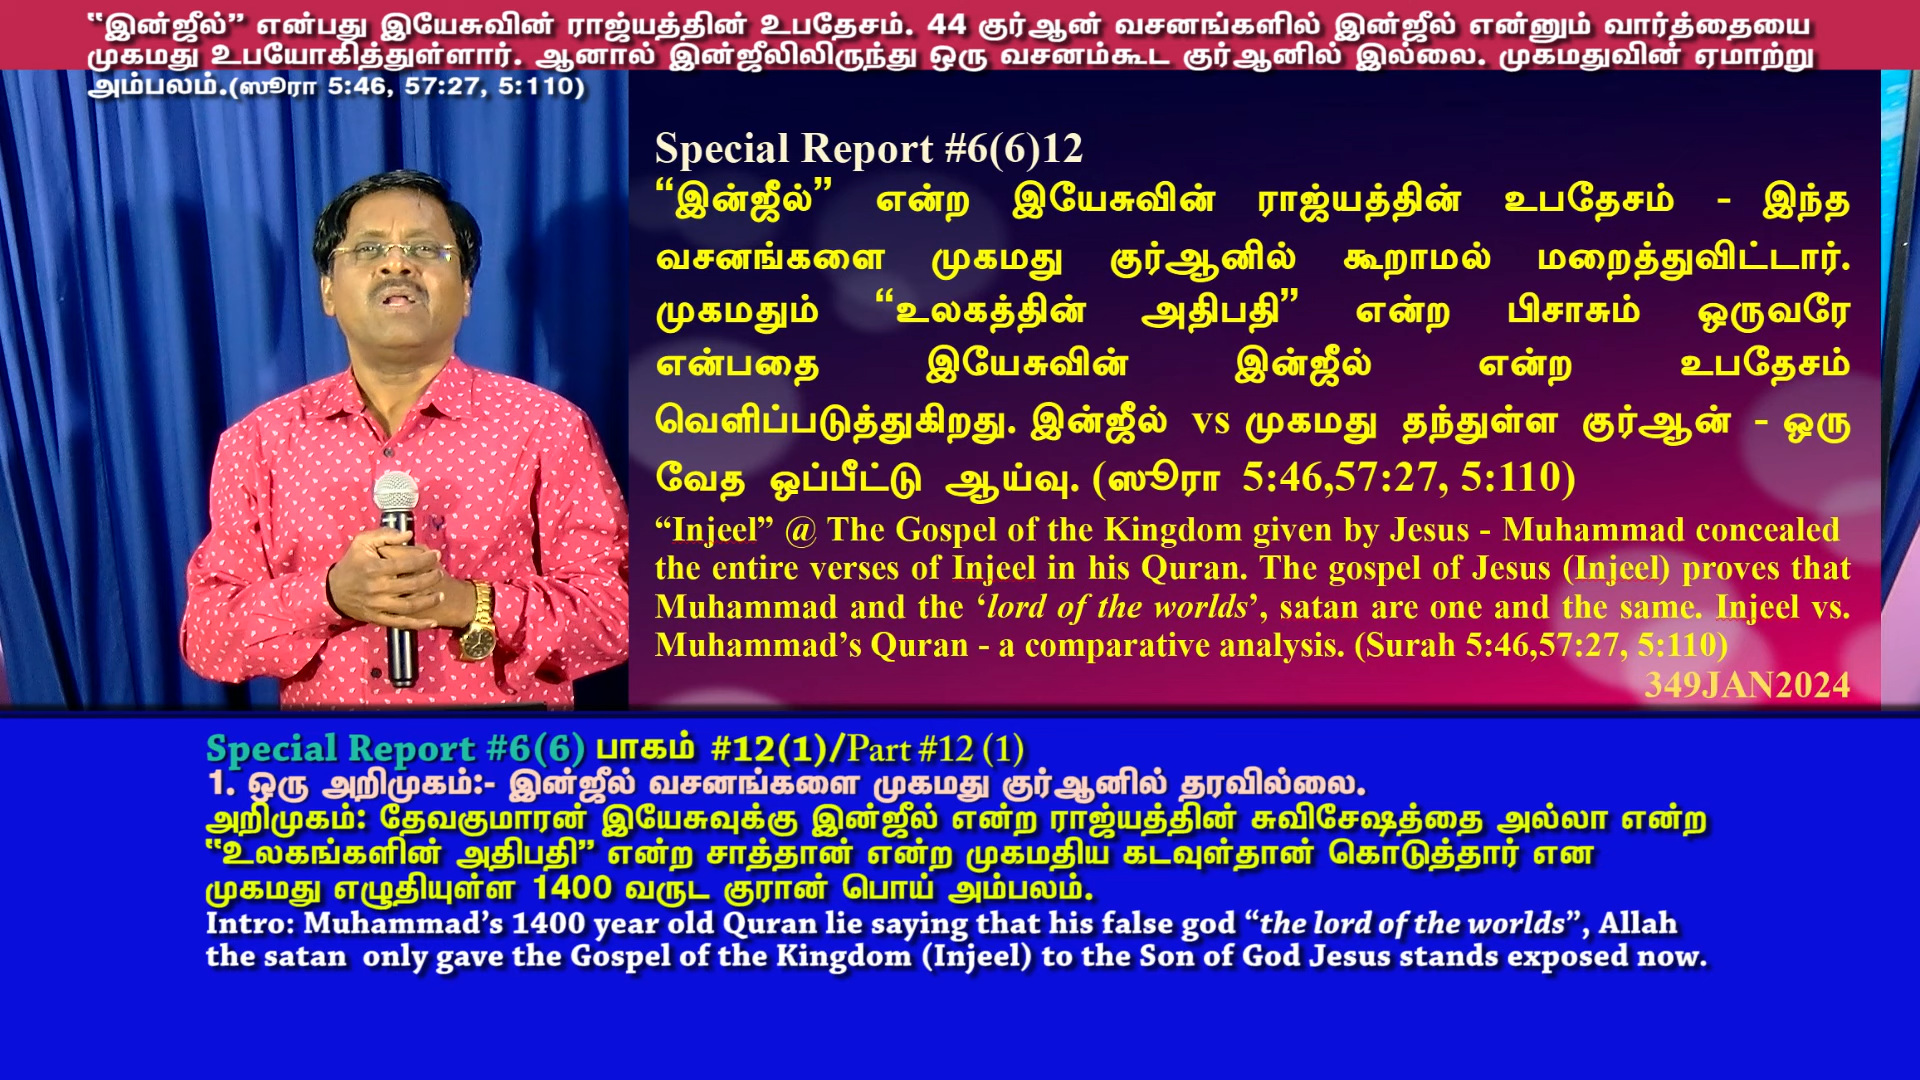 “இன்ஜீல்” என்பது இயேசுவின் ராஜ்யத்தின் உபதேசம். 44 குர்ஆன் வசனங்களில் இன்ஜீல் என்னும் வார்த்தையை
முகமது உபயோகித்துள்ளார். ஆனால் இன்ஜீலிலிருந்து ஒரு வசனம்கூட குர்ஆனில் இல்லை. முகமதுவின் ஏமாற்று
அம்பலம்.(ஸூரா 5:46, 57:27, 5:110)
Special Report #6(6)12
“இன்ஜீல்” என்ற இயேசுவின் ராஜ்யத்தின் உபதேசம் - இந்த
வசனங்களை முகமது குர்ஆனில் கூறாமல் மறைத்துவிட்டார்.
முகமதும் “உலகத்தின் அதிபதி” என்ற பிசாசும் ஒருவரே
என்பதை இயேசுவின் இன்ஜீல் என்ற உபதேசம்
வெளிப்படுத்துகிறது. இன்ஜீல் vs முகமது தந்துள்ள குர்ஆன் - ஒரு
வேத ஒப்பீட்டு ஆய்வு. (ஸூரா 5:46,57:27, 5:110)
“Injeel” @ The Gospel of the Kingdom given by Jesus - Muhammad concealed
the entire verses of Injeel in his Quran. The gospel of Jesus (Injeel) proves that
Muhammad and the ‘lord of the worlds’, satan are one and the same. Injeel vs.
Muhammad’s Quran - a comparative analysis. (Surah 5:46,57:27, 5:110)
349JAN2024
Special Report #6(6) பாகம் #12(1)/Part #12 (1)
1. ஒரு அறிமுகம்:- இன்ஜீல் வசனங்களை முகமது குர்ஆனில் தரவில்லை.
அறிமுகம்: தேவகுமாரன் இயேசுவுக்கு இன்ஜீல் என்ற ராஜ்யத்தின் சுவிசேஷத்தை அல்லா என்ற
“உலகங்களின் அதிபதி” என்ற சாத்தான் என்ற முகமதிய கடவுள்தான் கொடுத்தார் என
முகமது எழுதியுள்ள 1400 வருட குரான் பொய் அம்பலம்.
Intro: Muhammad’s 1400 year old Quran lie saying that his false god “the lord of the worlds”, Allah
the satan only gave the Gospel of the Kingdom (Injeel) to the Son of God Jesus stands exposed now.